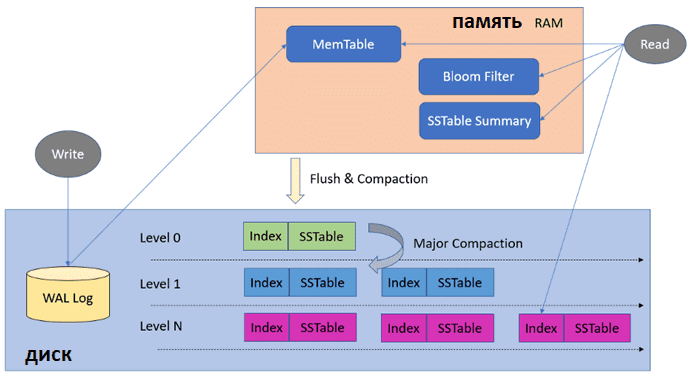 память RAM
MemTable
Read
Bloom Filter
SSTable Summary
Write
Flush & Compaction
Level 0
Index SSTable
Major Compaction
WAL Log
Level 1
Index SSTable
Index SSTable
Level N
Index SSTable
Index SSTable
Index SSTable
диск